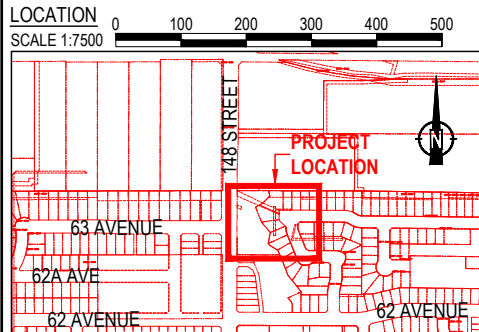 LOCATION
0 100 200 300 400 500
SCALE 1:7500
148 STREET
N
PROJECT
LOCATION
63 AVENUE
62A AVE
62 AVENUE
62 AVENUE